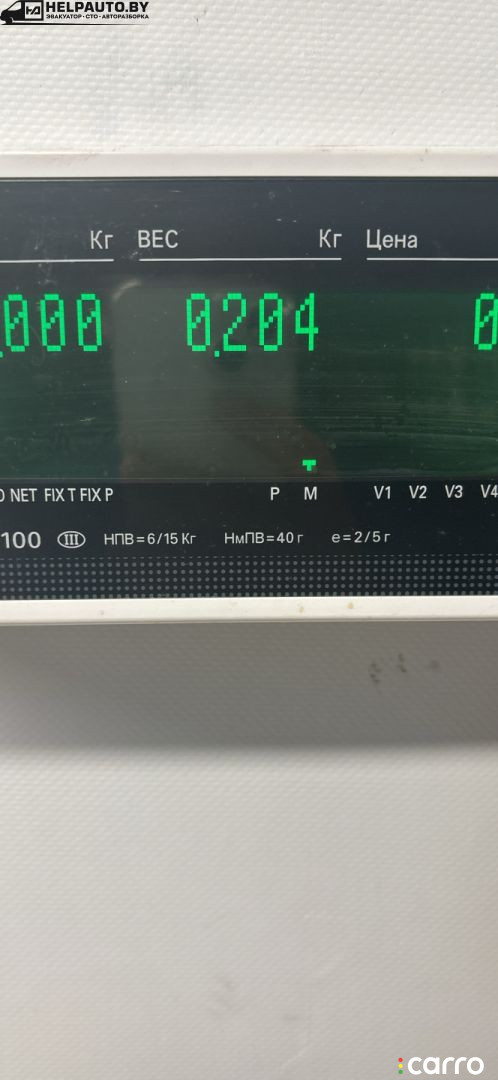 HELPAUTO.BY
ЭВАКУАТОР · СТО · АВТОРАЗБОРКА
Кг ВЕС Кг Цена
.000 0.204 0
NET FIX T FIX P P M V1 V2 V3 V4
100 III НПВ=6/15 Кг НмПВ=40 г e=2/5 г
carro